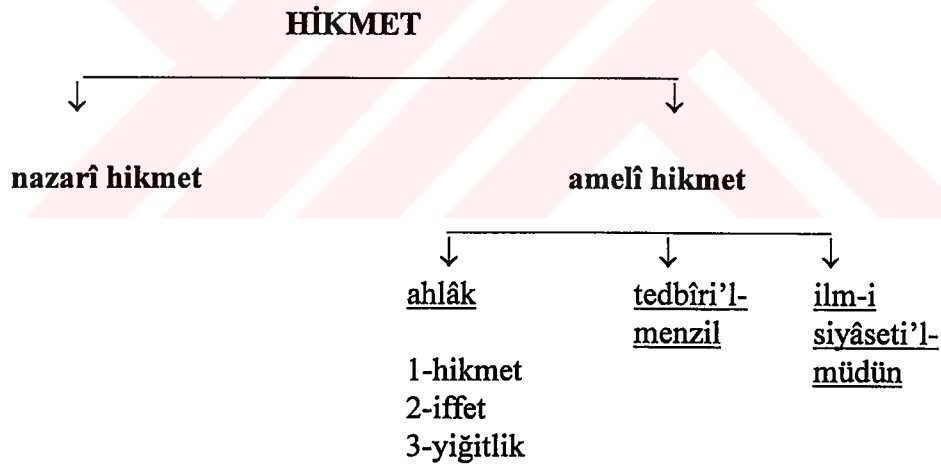 HİKMET
↓ ↓
nazarî hikmet amelî hikmet
↓ ↓ ↓
ahlâk
1-hikmet
2-iffet
3-yiğitlik
tedbîri’l-
menzil
ilm-i
siyâseti’l-
müdün